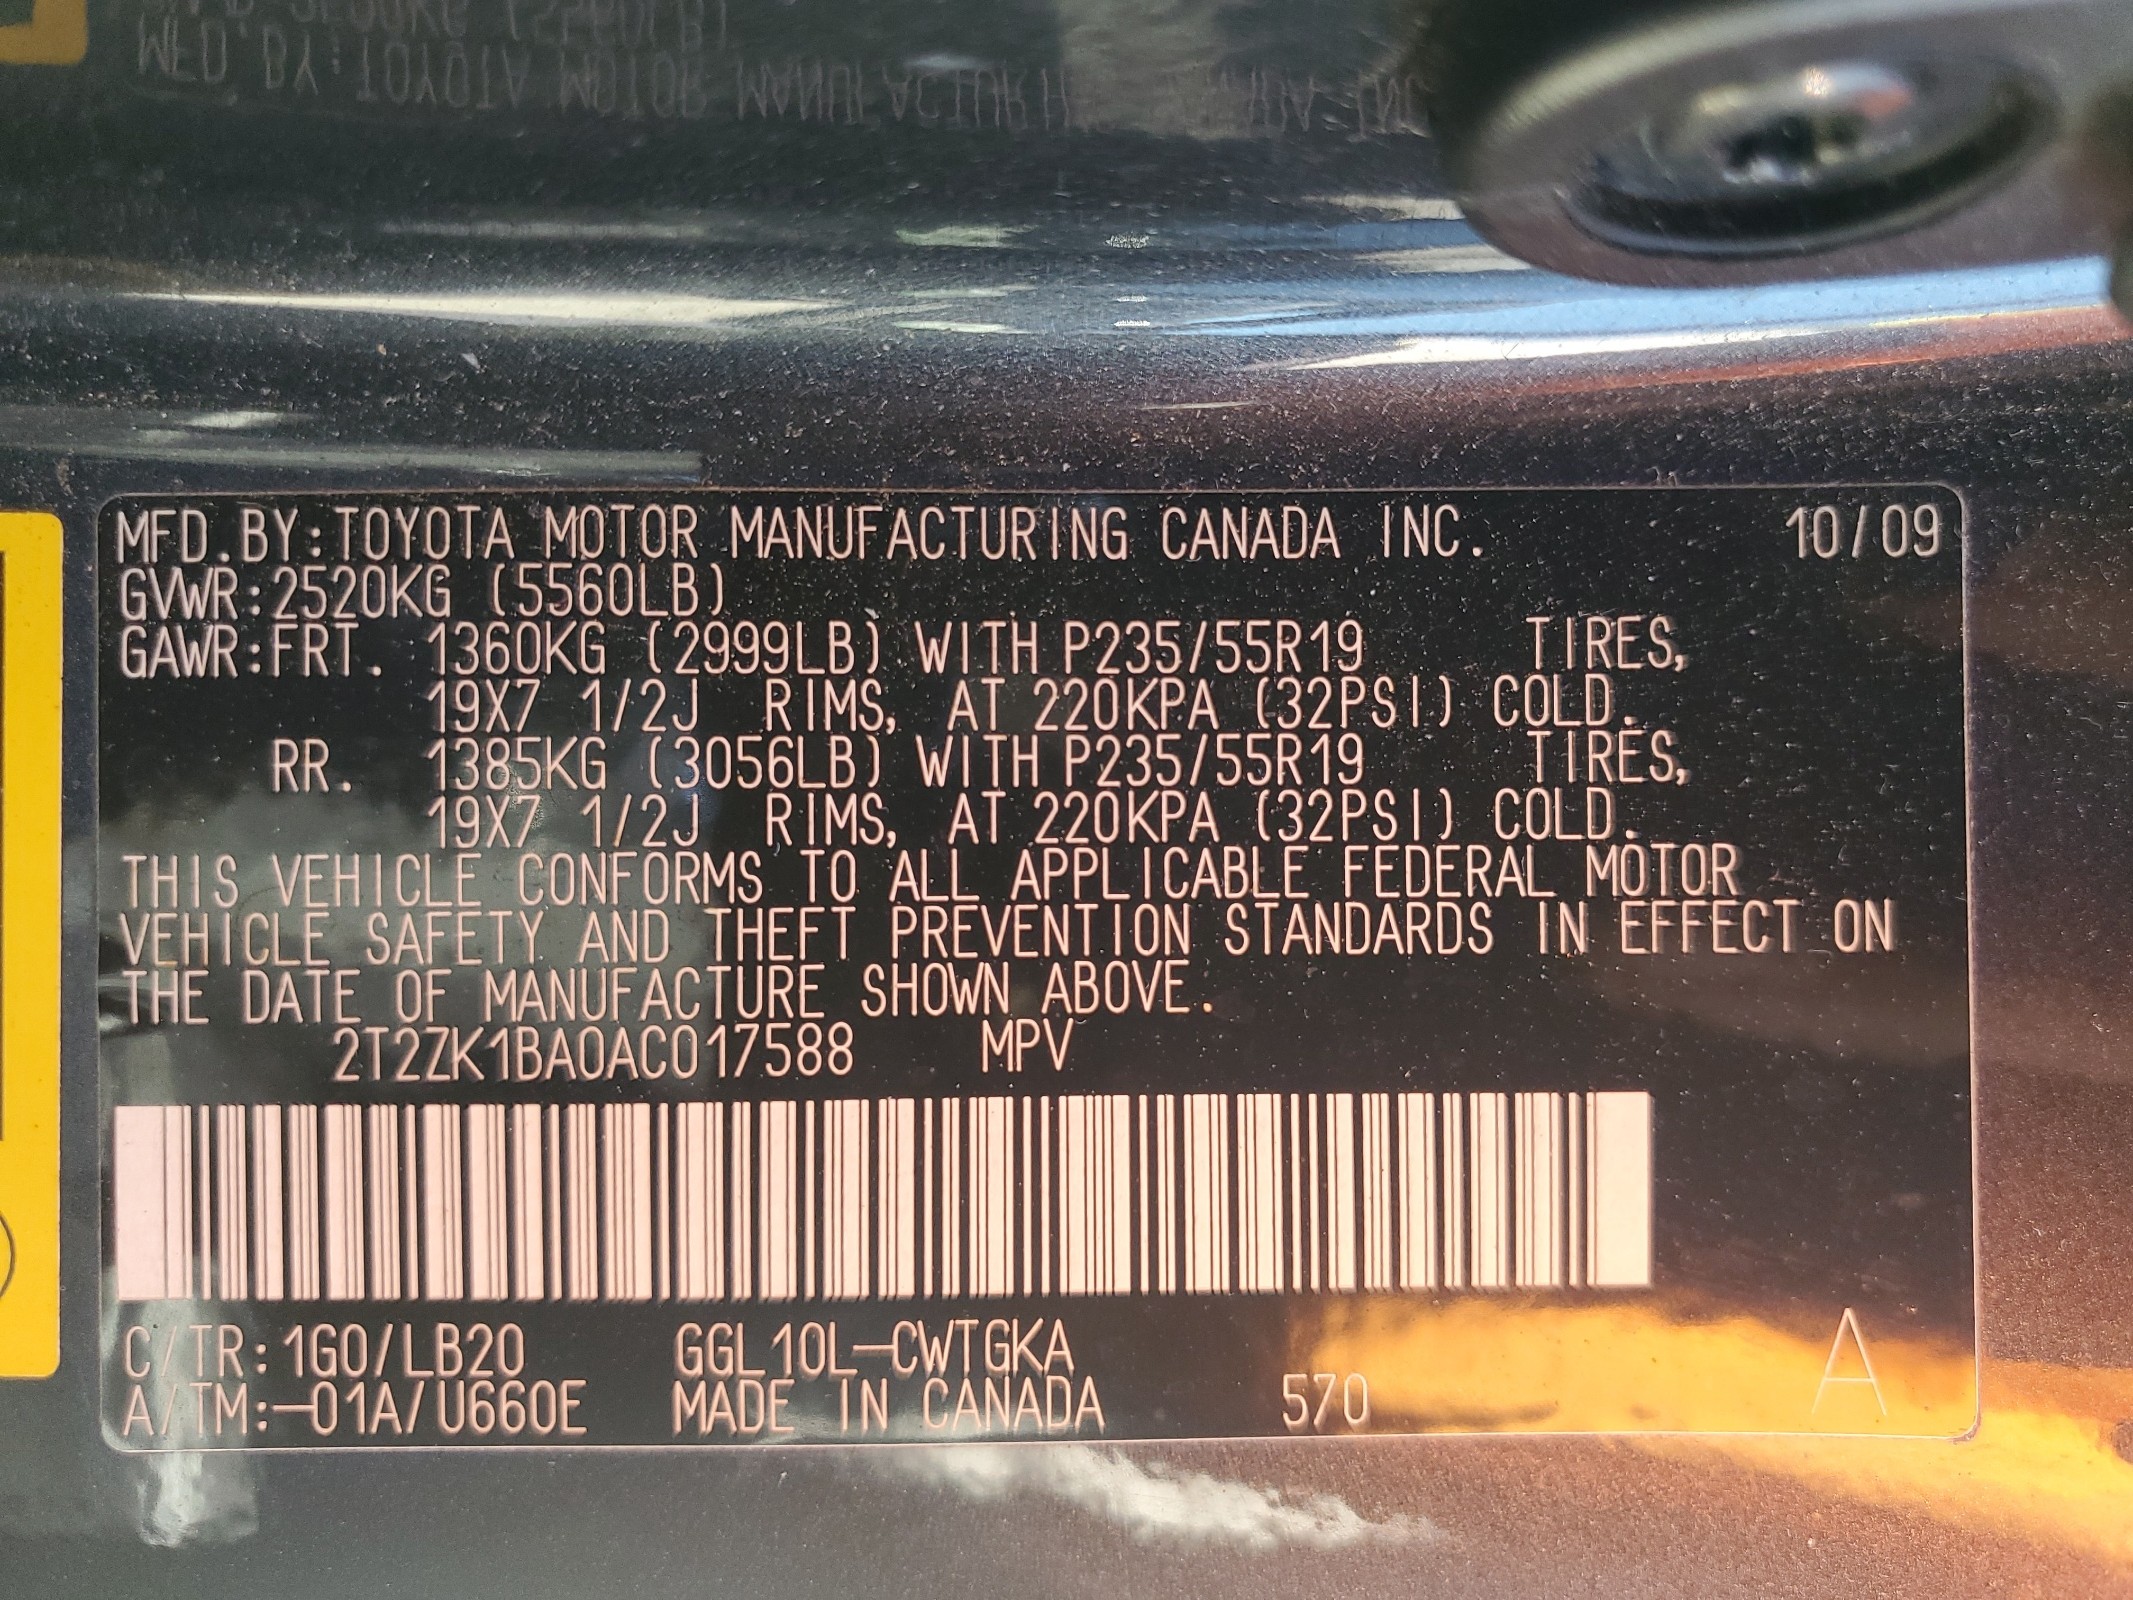 MFD. BY: TOYOTA MOTOR MANUFACTURING CANADA INC. 10/09
GVWR: 2520KG (5560LB)
GAWR: FRT. 1360KG (2999LB) WITH P235/55R19 TIRES,
19X7 1/2J RIMS, AT 220KPA (32PSI) COLD.
RR. 1385KG (3056LB) WITH P235/55R19 TIRES,
19X7 1/2J RIMS, AT 220KPA (32PSI) COLD.
THIS VEHICLE CONFORMS TO ALL APPLICABLE FEDERAL MOTOR
VEHICLE SAFETY AND THEFT PREVENTION STANDARDS IN EFFECT ON
THE DATE OF MANUFACTURE SHOWN ABOVE.
2T2ZK1BA0AC017588 MPV
C/TR: 1G0/LB20 GGL10L-CWTGKA A
A/TM: -01A/U660E MADE IN CANADA 570